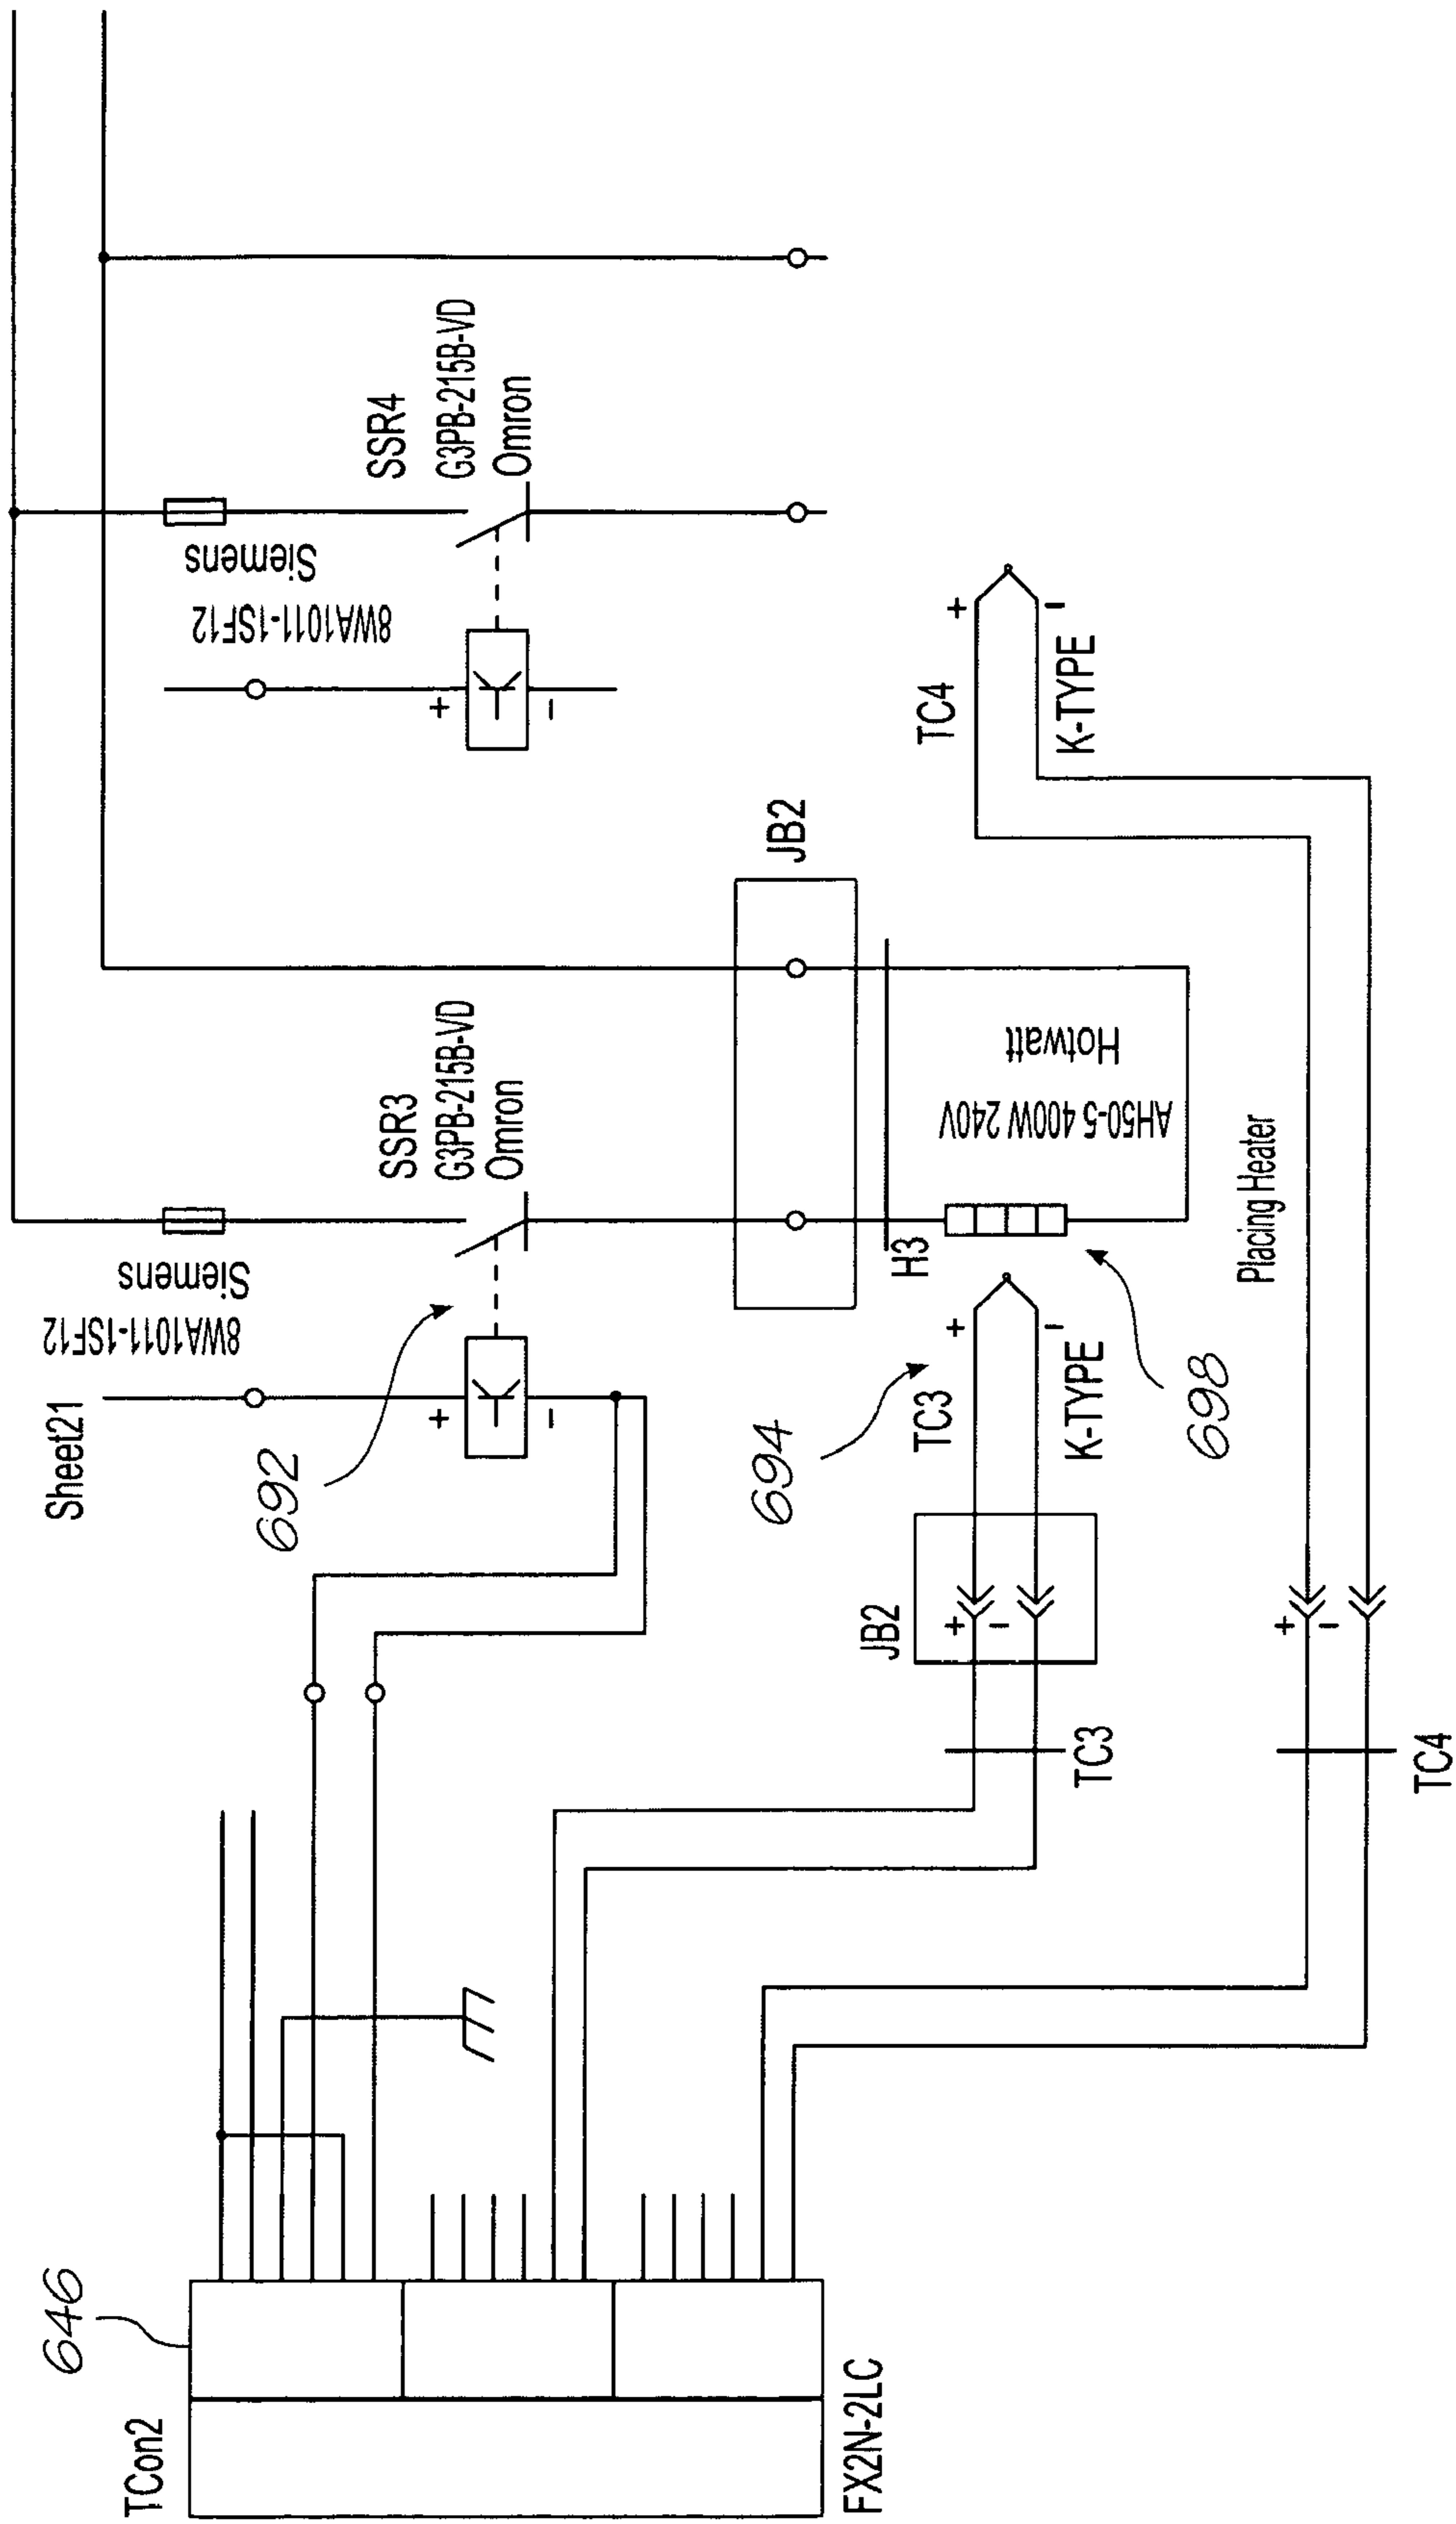 TCon2
646
FX2N-2LC
Sheet21
692
8WA1011-1SF12
Siemens
+
-
SSR3
G3PB-215B-VD
Omron
8WA1011-1SF12
Siemens
+
-
SSR4
G3PB-215B-VD
Omron
JB2
H3
AH50-5 400W 240V
Hotwatt
698
694
TC3
+
-
K-TYPE
JB2
+
-
TC3
TC4
+
-
K-TYPE
Placing Heater
+
-
TC4